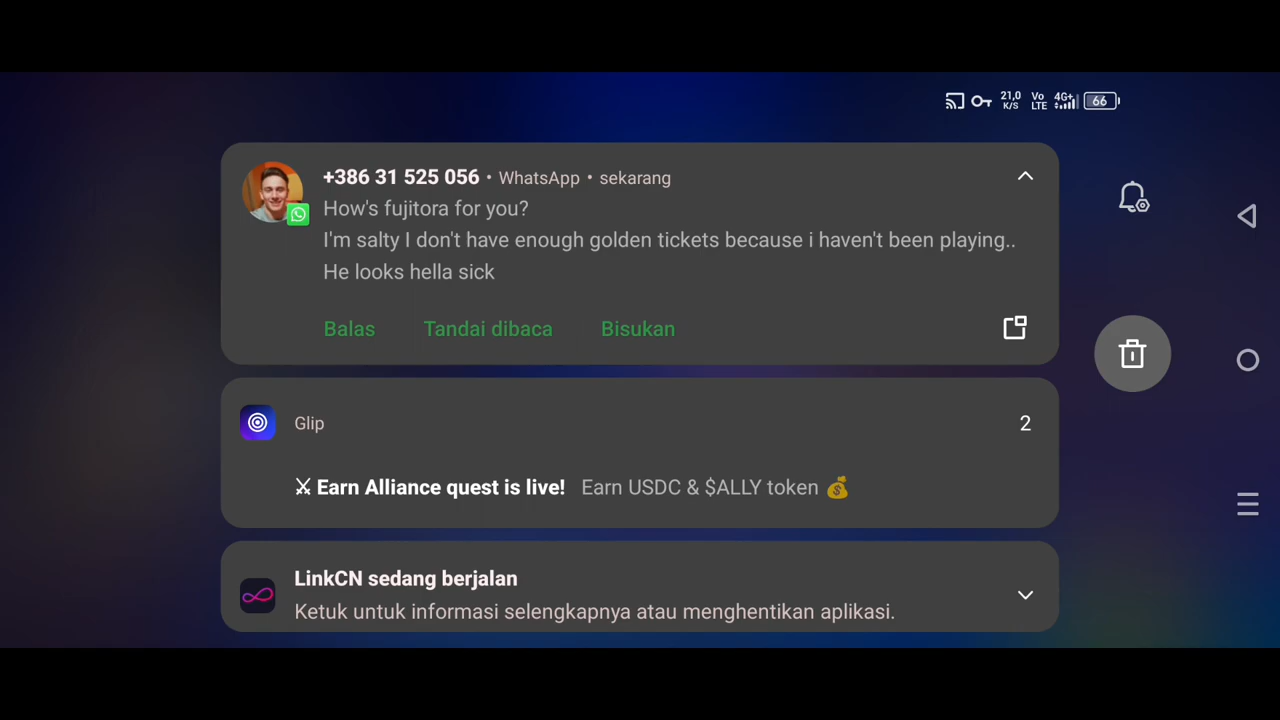 21,0
K/S
Vo
LTE
4G+
66
+386 31 525 056 • WhatsApp • sekarang
How's fujitora for you?
I'm salty I don't have enough golden tickets because i haven't been playing..
He looks hella sick
Balas Tandai dibaca Bisukan
Glip 2
⚔ Earn Alliance quest is live! Earn USDC & $ALLY token 💰
LinkCN sedang berjalan
Ketuk untuk informasi selengkapnya atau menghentikan aplikasi.